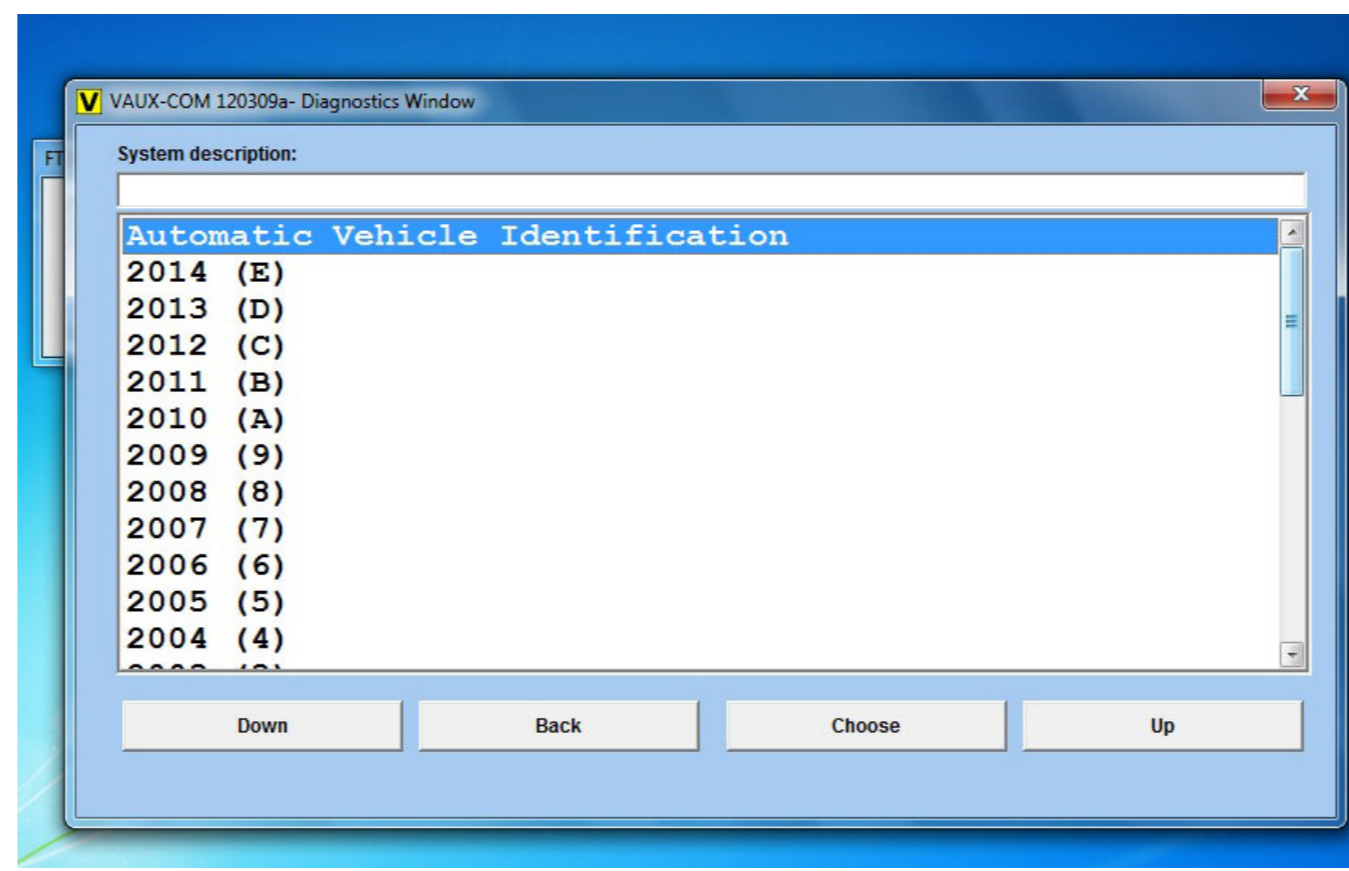 V VAUX-COM 120309a- Diagnostics Window
X
FT
System description:
Automatic Vehicle Identification
2014 (E)
2013 (D)
2012 (C)
2011 (B)
2010 (A)
2009 (9)
2008 (8)
2007 (7)
2006 (6)
2005 (5)
2004 (4)
Down Back Choose Up